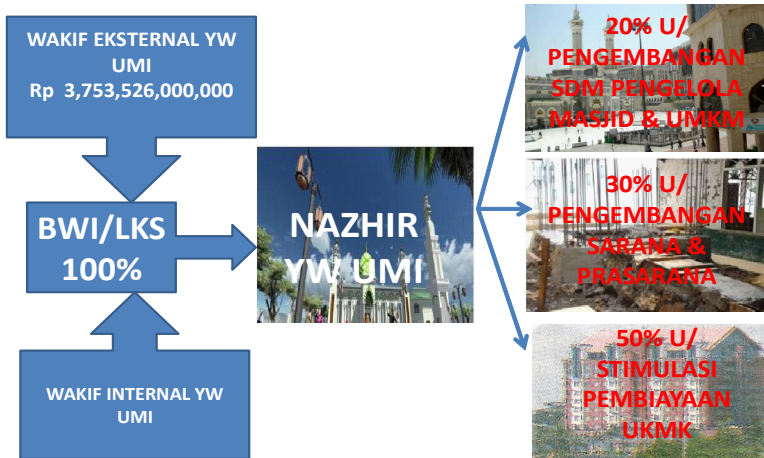 WAKIF EKSTERNAL YW
UMI
Rp  3,753,526,000,000
BWI/LKS
100%
WAKIF INTERNAL YW
UMI
NAZHIR
YW UMI
20% U/
PENGEMBANGAN
SDM PENGELOLA
MASJID & UMKM
30% U/
PENGEMBANGAN
SARANA &
PRASARANA
50% U/
STIMULASI
PEMBIAYAAN
UKMK